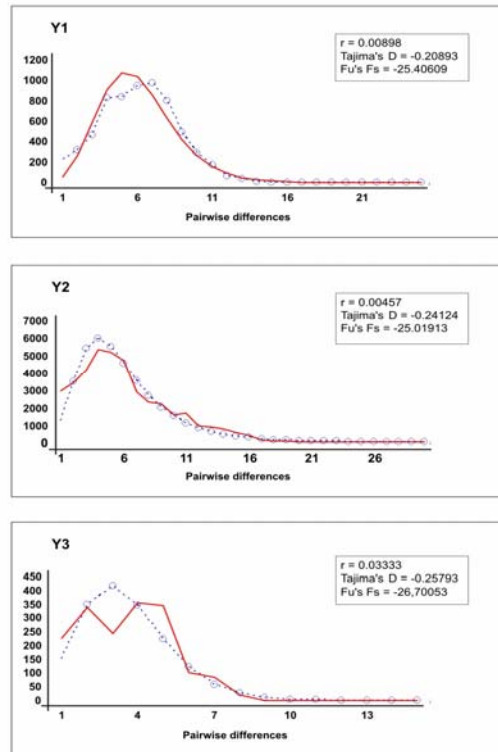 Y1
r = 0.00898
Tajima's D = -0.20893
Fu's Fs = -25.40609
1200
1000
800
600
400
200
0
1 6 11 16 21
Pairwise differences
Y2
r = 0.00457
Tajima's D = -0.24124
Fu's Fs = -25.01913
7000
6000
5000
4000
3000
2000
1000
0
1 6 11 16 21 26
Pairwise differences
Y3
r = 0.03333
Tajima's D = -0.25793
Fu's Fs = -26,70053
450
400
350
300
250
200
150
100
50
0
1 4 7 10 13
Pairwise differences